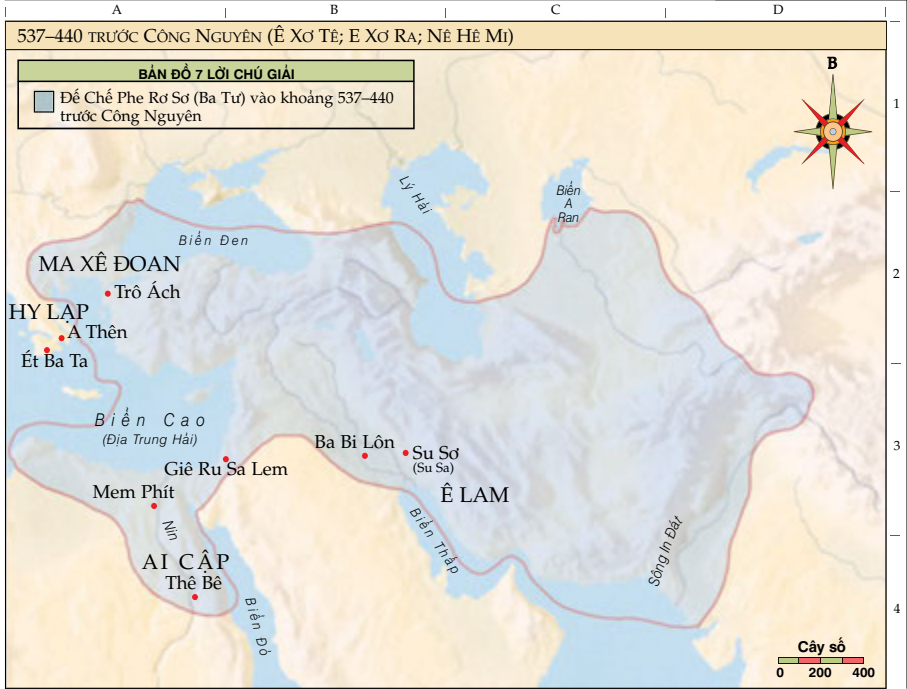 A B C D
537–440 TRƯỚC CÔNG NGUYÊN (Ê XƠ TÊ; E XƠ RA; NÊ HÊ MI)
BẢN ĐỒ 7 LỜI CHÚ GIẢI
Đế Chế Phe Rơ Sơ (Ba Tư) vào khoảng 537–440
trước Công Nguyên
B
1
Lý Hải
Biển
A
Ran
Biển Đen
MA XÊ ĐOAN
2
Trô Ách
HY LẠP
A Thên
Ét Ba Ta
Biển Cao
(Địa Trung Hải)
Ba Bi Lôn
Su Sơ
(Su Sa)
3
Giê Ru Sa Lem
Mem Phít
Ê LAM
Nin
Biển Thấp
Sông In Đát
AI CẬP
Thê Bê
Biển Đỏ
4
Cây số
0 200 400